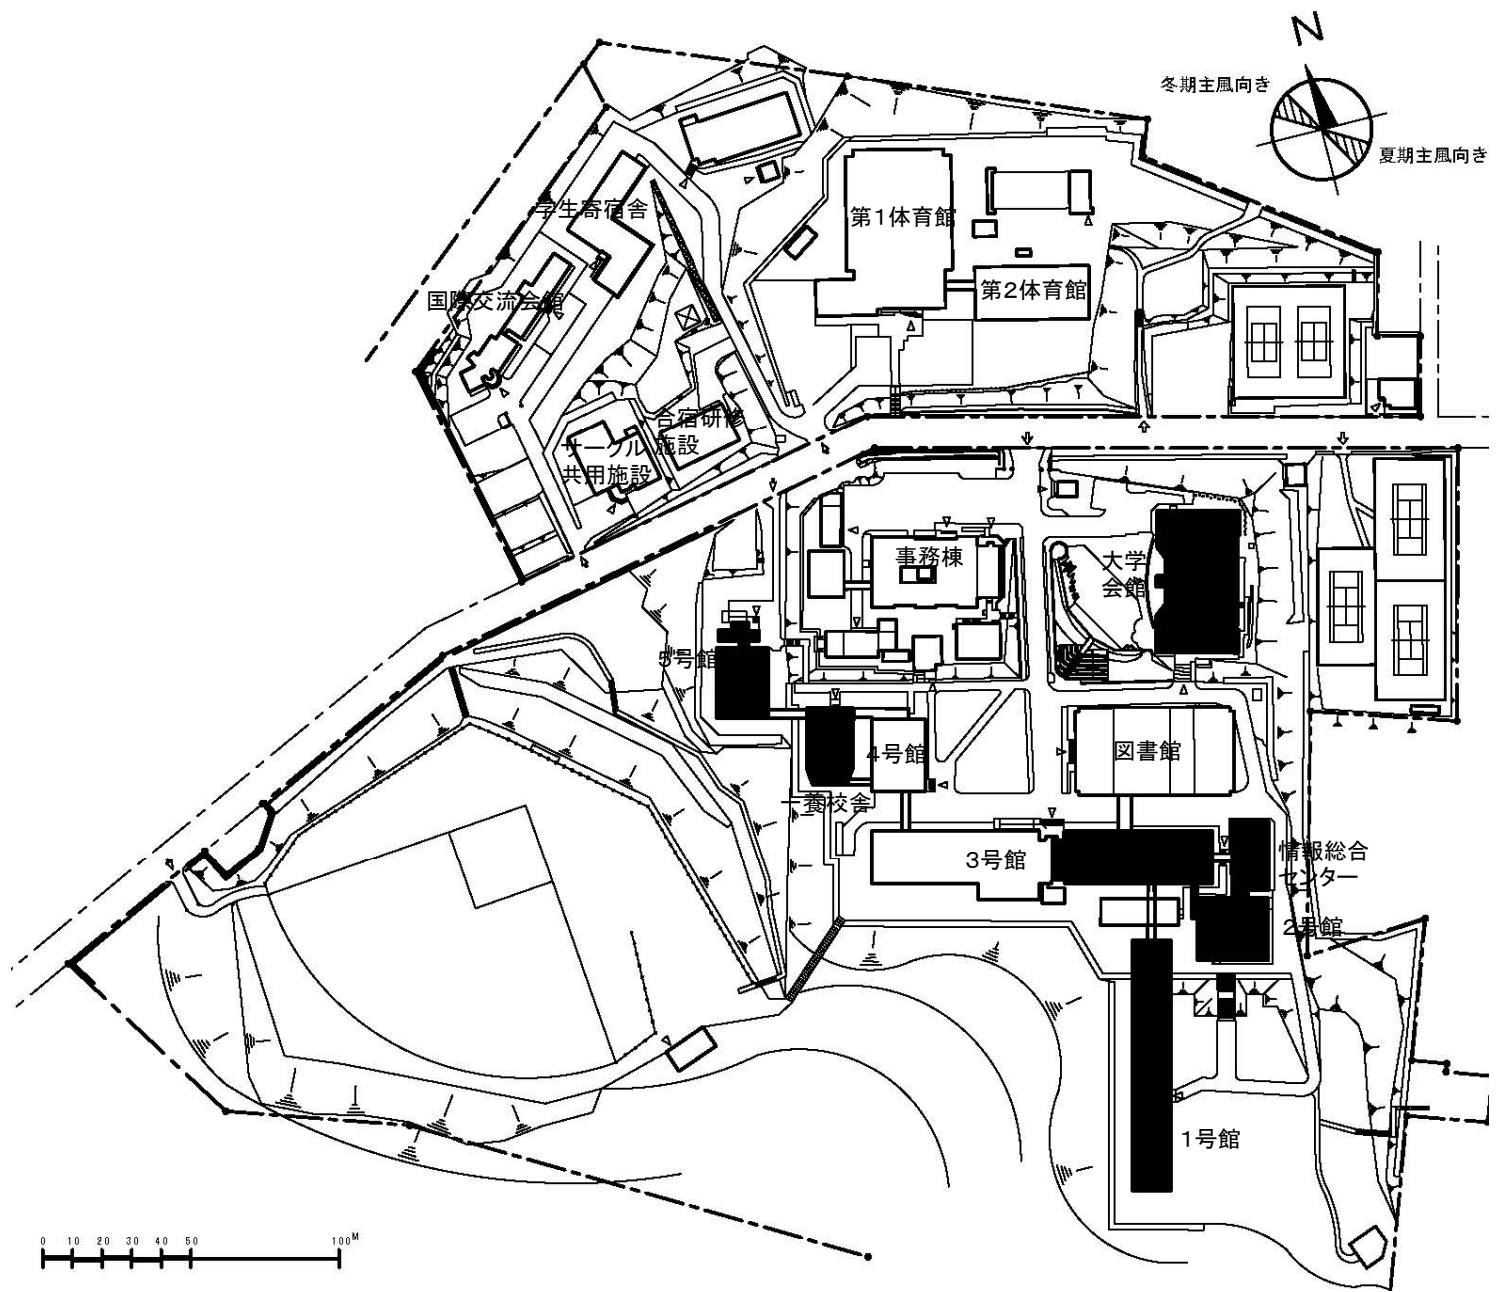 N
冬期主風向き
夏期主風向き
学生寄宿舎
第1体育館
国際交流会館
第2体育館
合宿研修
施設
サークル
共用施設
事務棟
大学
会館
5号館
4号館
図書館
一養校舎
3号館
情報総合
センター
2号館
1号館
0 10 20 30 40 50 100M